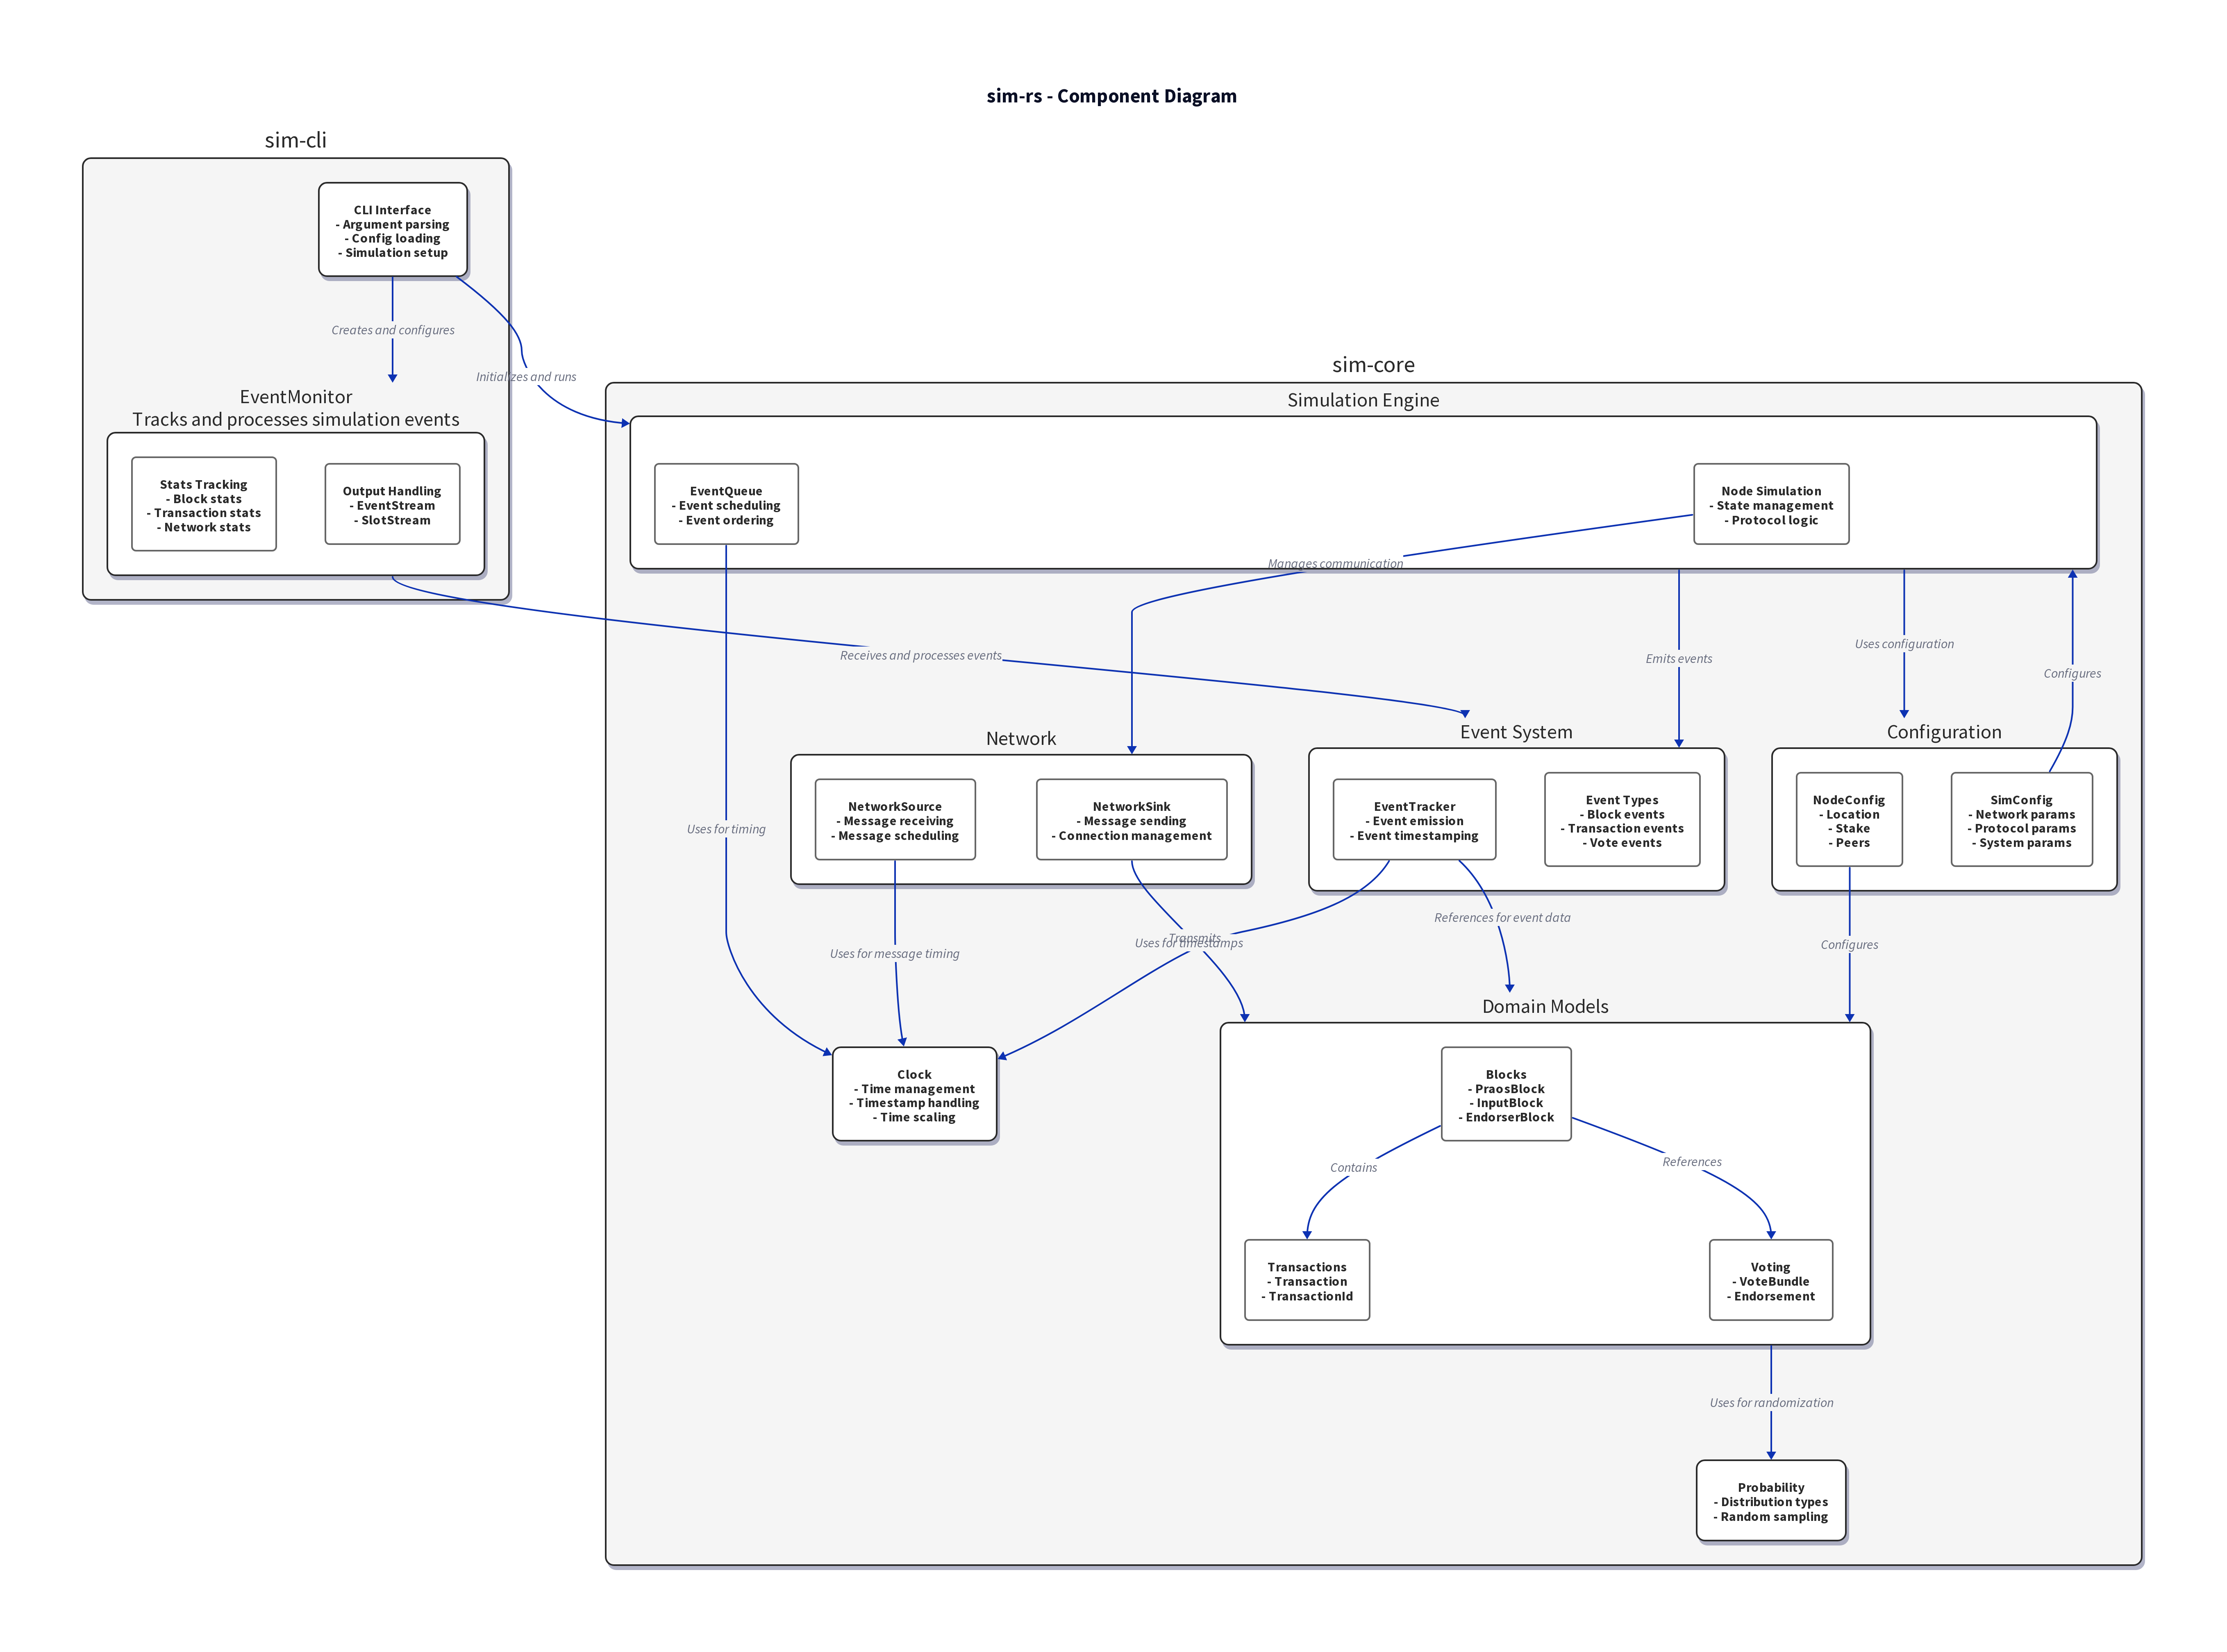 sim-rs - Component Diagram
sim-cli
CLI Interface
- Argument parsing
- Config loading
- Simulation setup
Creates and configures
Initializes and runs
EventMonitor
Tracks and processes simulation events
Stats Tracking
- Block stats
- Transaction stats
- Network stats
Output Handling
- EventStream
- SlotStream
sim-core
Simulation Engine
EventQueue
- Event scheduling
- Event ordering
Node Simulation
- State management
- Protocol logic
Manages communication
Receives and processes events
Emits events
Uses configuration
Configures
Network
NetworkSource
- Message receiving
- Message scheduling
NetworkSink
- Message sending
- Connection management
Event System
EventTracker
- Event emission
- Event timestamping
Event Types
- Block events
- Transaction events
- Vote events
Configuration
NodeConfig
- Location
- Stake
- Peers
SimConfig
- Network params
- Protocol params
- System params
Uses for timing
Uses for message timing
Transmits
Uses for timestamps
References for event data
Configures
Clock
- Time management
- Timestamp handling
- Time scaling
Domain Models
Blocks
- PraosBlock
- InputBlock
- EndorserBlock
Contains
References
Transactions
- Transaction
- TransactionId
Voting
- VoteBundle
- Endorsement
Uses for randomization
Probability
- Distribution types
- Random sampling